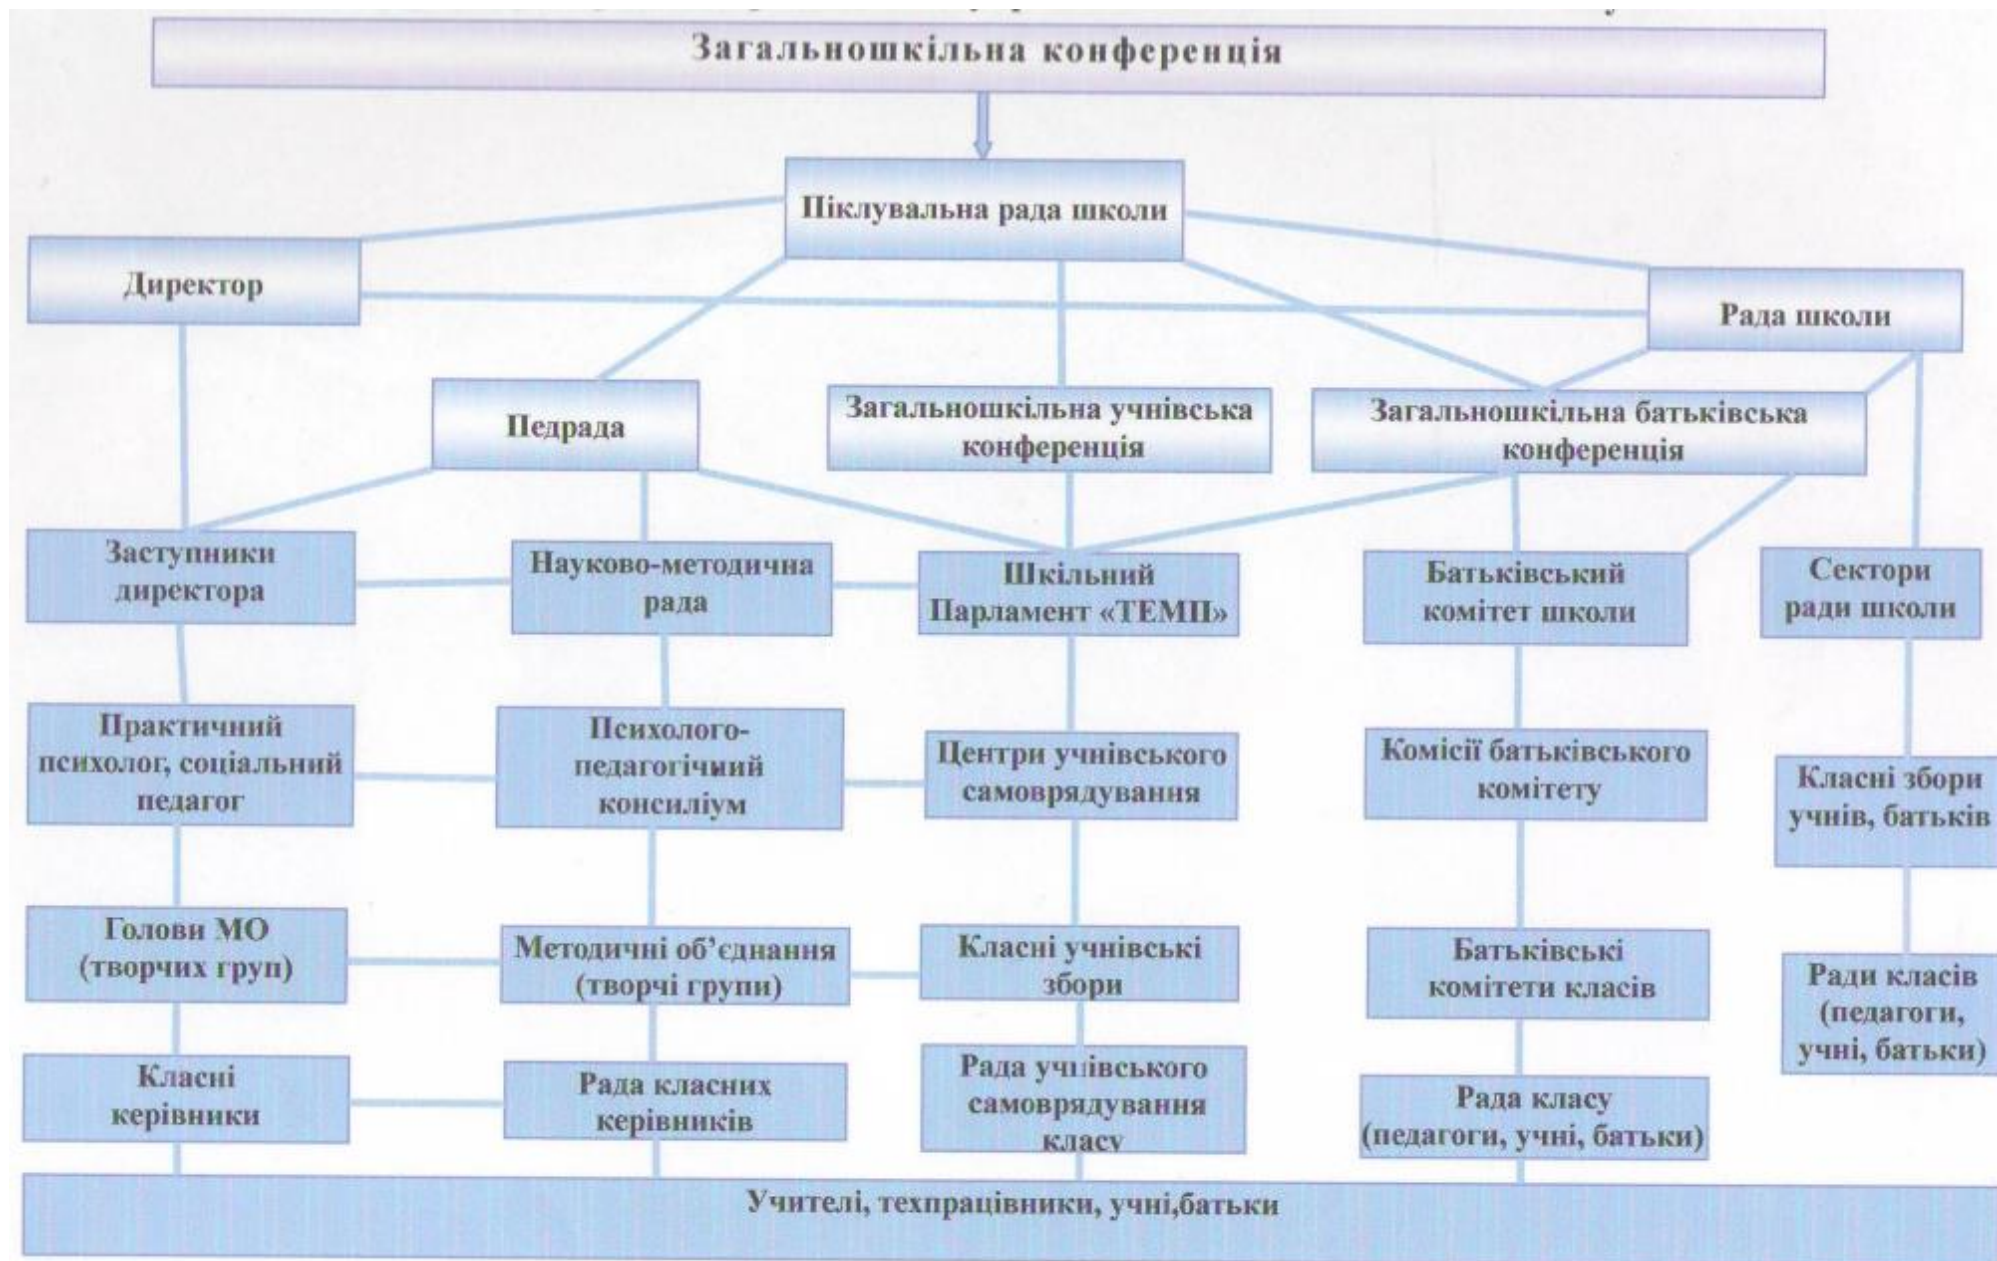 Загальношкільна конференція
Піклувальна рада школи
Директор
Рада школи
Педрада
Загальношкільна учнівська
конференція
Загальношкільна батьківська
конференція
Заступники
директора
Науково-методична
рада
Шкільний
Парламент «ТЕМП»
Батьківський
комітет школи
Сектори
ради школи
Практичний
психолог, соціальний
педагог
Психолого-
педагогічний
консиліум
Центри учнівського
самоврядування
Комісії батьківського
комітету
Класні збори
учнів, батьків
Голови МО
(творчих груп)
Методичні об’єднання
(творчі групи)
Класні учнівські
збори
Батьківські
комітети класів
Ради класів
(педагоги,
учні, батьки)
Класні
керівники
Рада класних
керівників
Рада учнівського
самоврядування
класу
Рада класу
(педагоги, учні, батьки)
Учителі, техпрацівники, учні,батьки